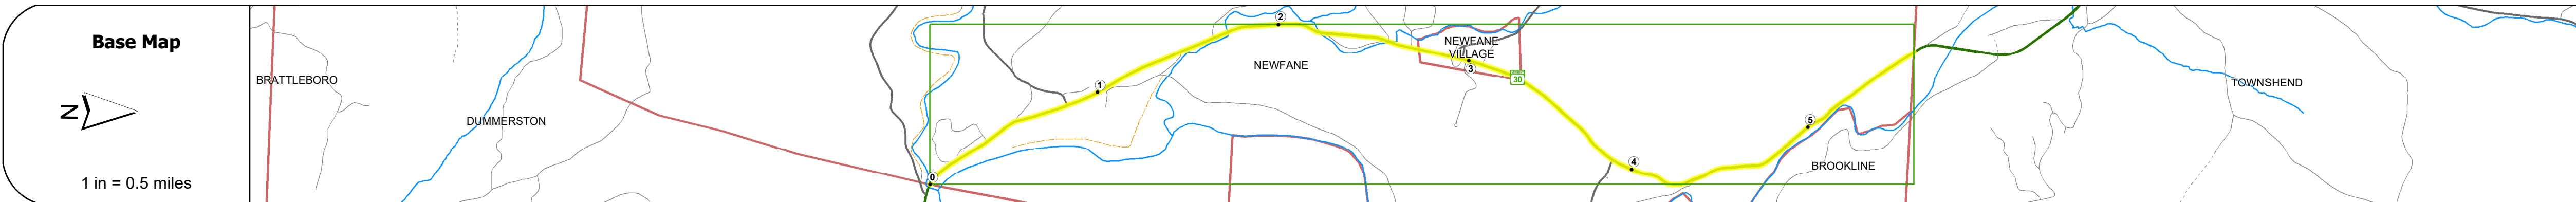 Base Map
N
1 in = 0.5 miles
BRATTLEBORO
DUMMERSTON
0
1
2
NEWFANE
NEWFANE
VILLAGE
3
30
4
5
BROOKLINE
TOWNSHEND